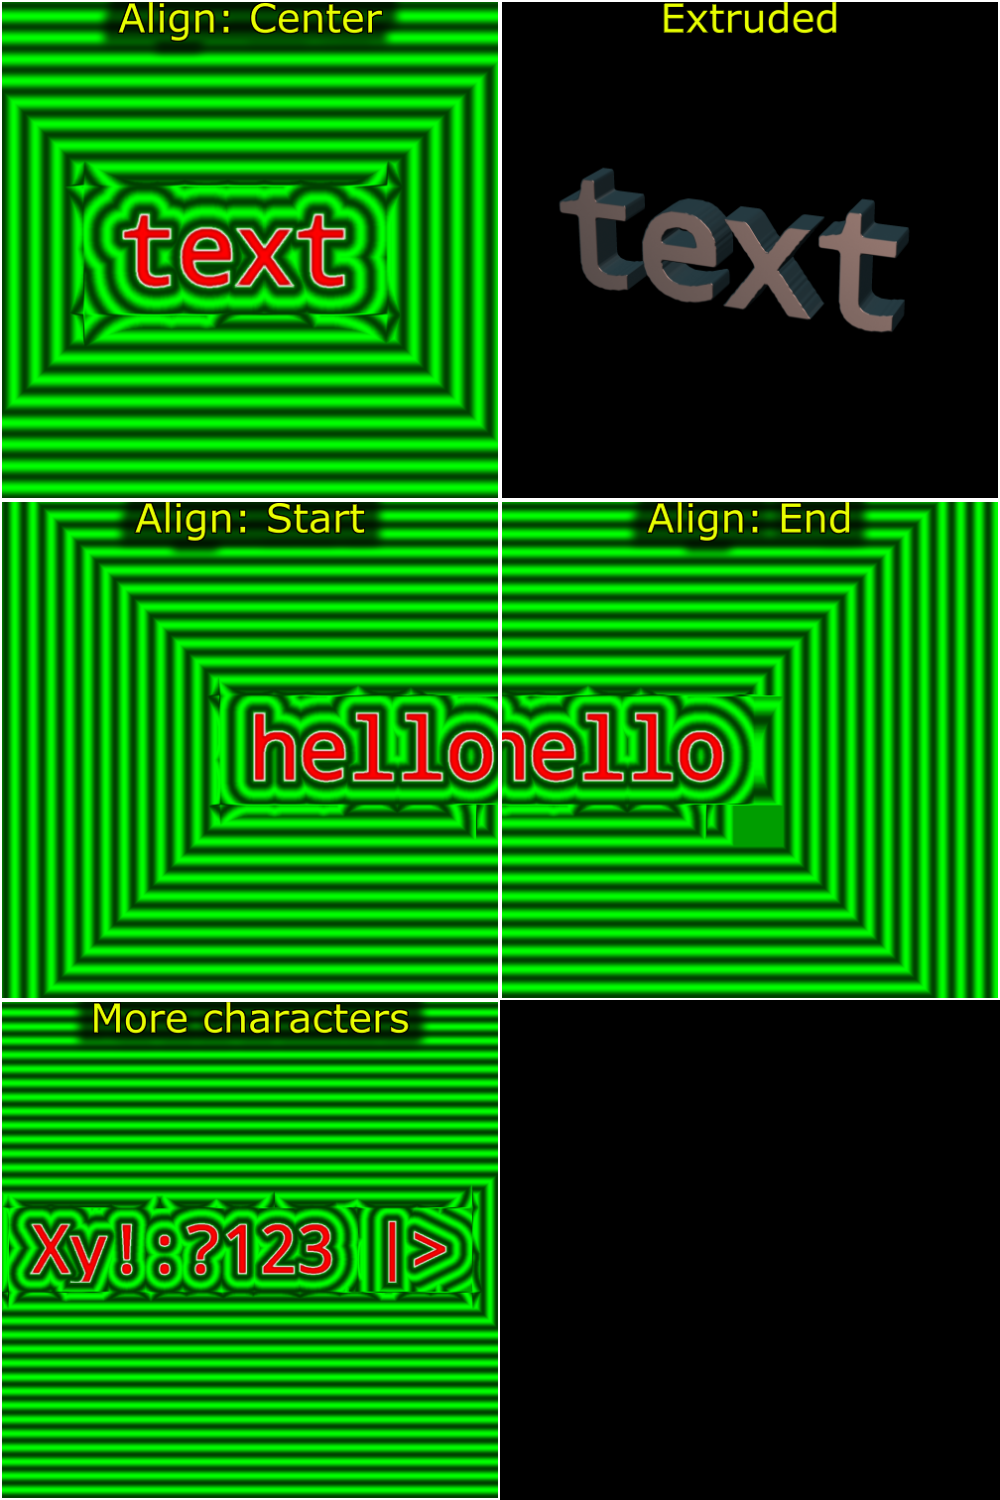 Align: Center
text
Extruded
text
Align: Start
hello
Align: End
hello
More characters
Xy!:?123 |>